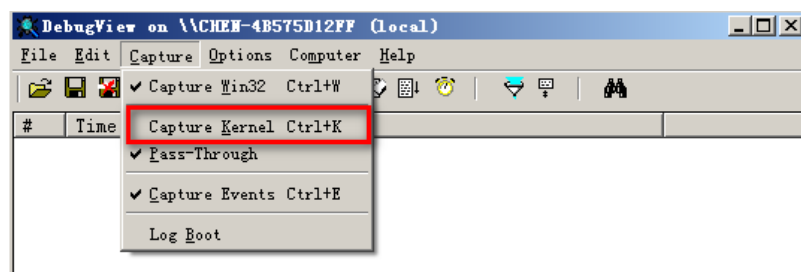 DebugView on \\CHEN-4B575D12FF (local)
File Edit Capture Options Computer Help
Capture Win32 Ctrl+W
# Time Capture Kernel Ctrl+K
Pass-Through
Capture Events Ctrl+E
Log Boot